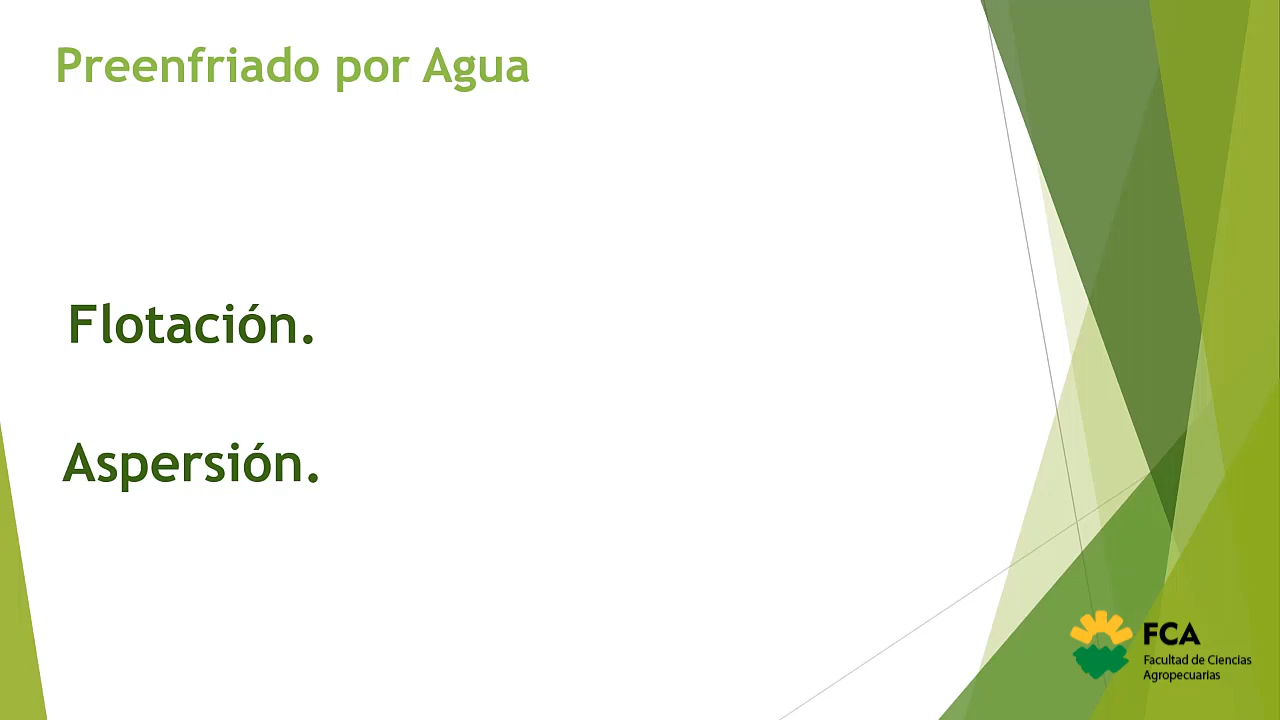 Preenfriado por Agua
Flotación.
Aspersión.
FCA
Facultad de Ciencias
Agropecuarias